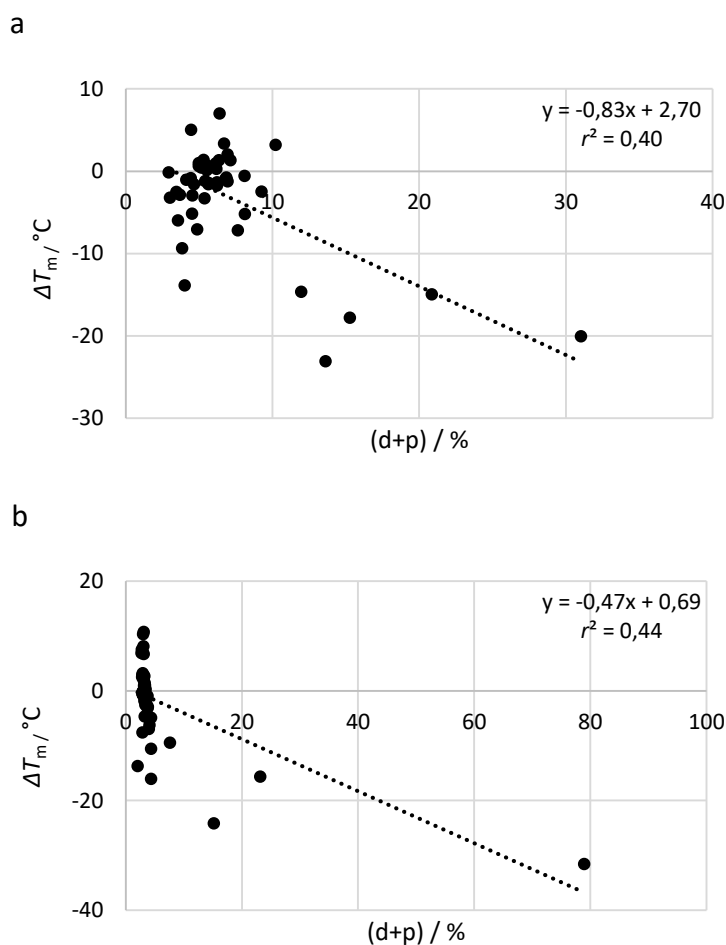 a
10
y = -0,83x + 2,70
r² = 0,40
0
0 10 20 30 40
-10
-20
-30
ΔTm / °C
(d+p) / %
b
20
y = -0,47x + 0,69
r² = 0,44
0
0 20 40 60 80 100
-20
-40
ΔTm / °C
(d+p) / %